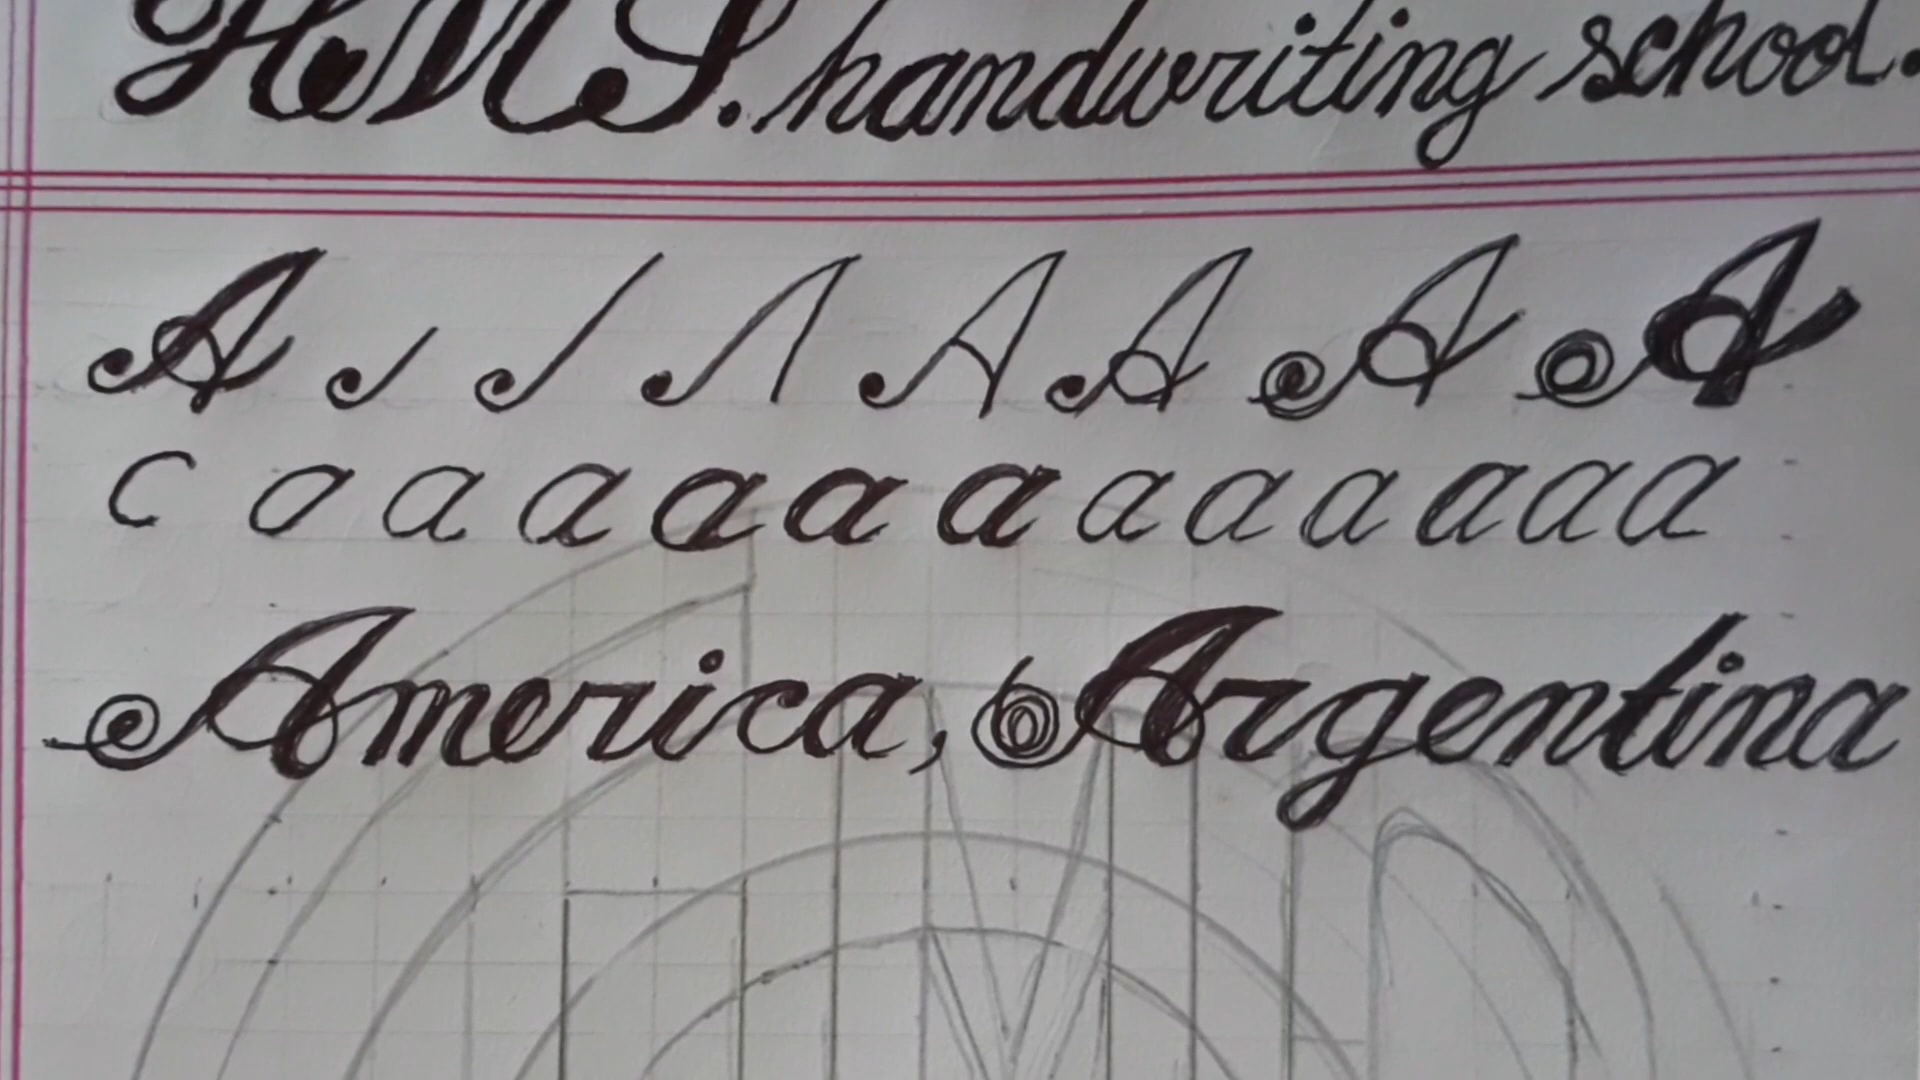 HMS. handwriting school.
A A A A A
c o a a a a a a a a a a a
America, Argentina